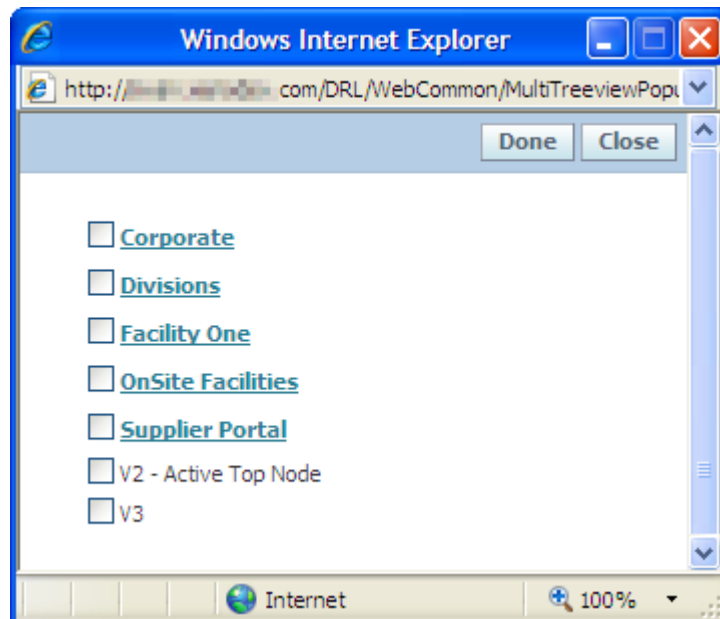 Windows Internet Explorer
http:// .com/DRL/WebCommon/MultiTreeviewPopu
Done Close
Corporate
Divisions
Facility One
OnSite Facilities
Supplier Portal
V2 - Active Top Node
V3
Internet 100%